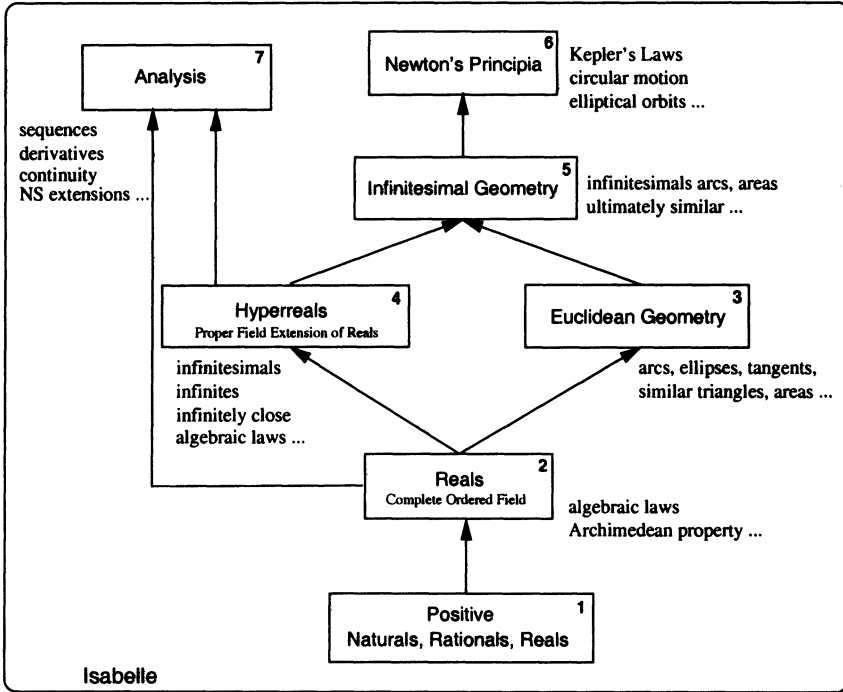 7
Analysis
6
Newton's Principia
Kepler's Laws
circular motion
elliptical orbits ...
sequences
derivatives
continuity
NS extensions ...
5
Infinitesimal Geometry
infinitesimals arcs, areas
ultimately similar ...
4
Hyperreals
Proper Field Extension of Reals
3
Euclidean Geometry
infinitesimals
infinites
infinitely close
algebraic laws ...
arcs, ellipses, tangents,
similar triangles, areas ...
2
Reals
Complete Ordered Field
algebraic laws
Archimedean property ...
1
Positive
Naturals, Rationals, Reals
Isabelle